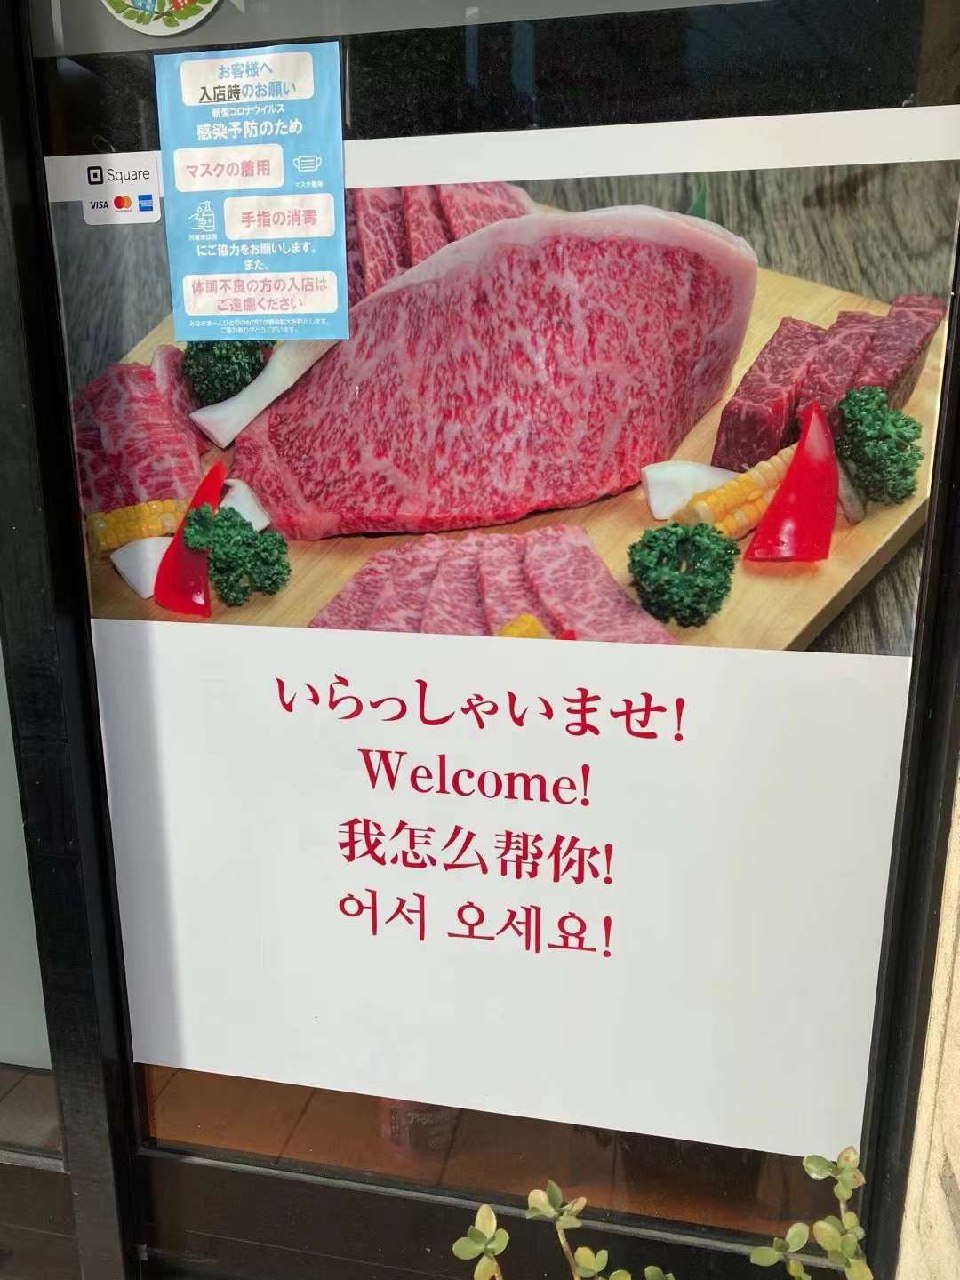 お客様へ
入店時のお願い
新型コロナウイルス
感染予防のため
マスクの着用
マスク着用
手指の消毒
にご協力をお願いします。
また、
体調不良の方の入店は
ご遠慮ください
Square
VISA
いらっしゃいませ!
Welcome!
我怎么帮你!
어서 오세요!